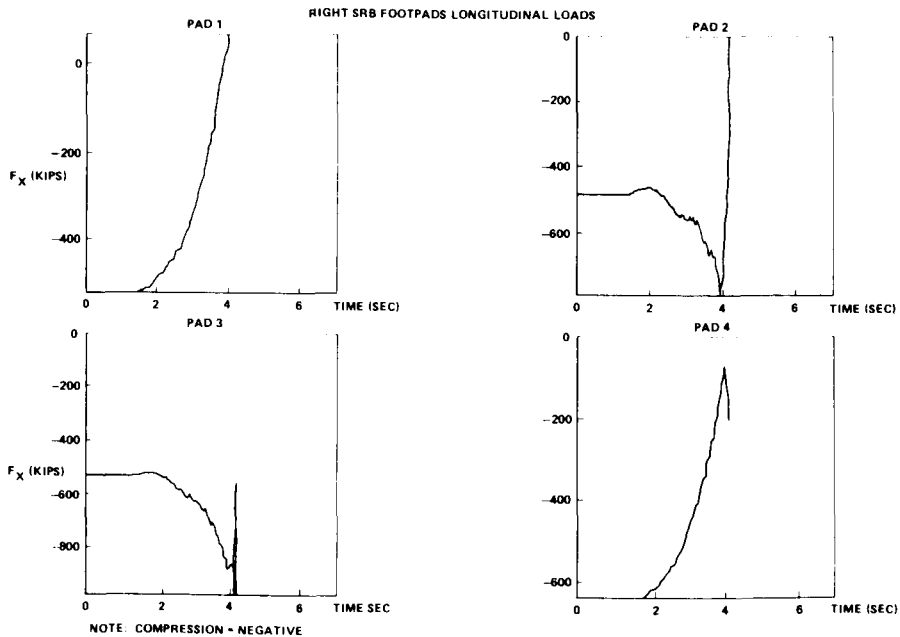 RIGHT SRB FOOTPADS LONGITUDINAL LOADS
PAD 1
0
-200
F_X (KIPS)
-400
0 2 4 6 TIME (SEC)
PAD 2
0
-200
-400
-600
0 2 4 6 TIME (SEC)
PAD 3
0
-200
-400
F_X (KIPS)
-600
-800
0 2 4 6 TIME SEC
PAD 4
0
-200
-400
-600
0 2 4 6 TIME (SEC)
NOTE: COMPRESSION - NEGATIVE